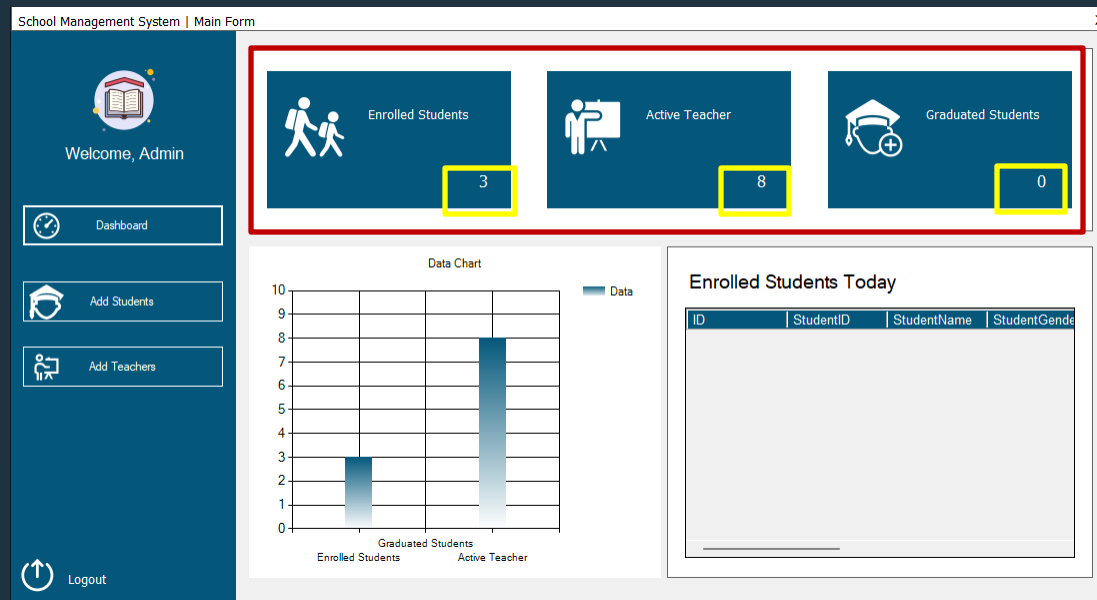 School Management System | Main Form
Welcome, Admin
Dashboard
Add Students
Add Teachers
Logout
Enrolled Students
3
Active Teacher
8
Graduated Students
0
Data Chart
10
9
8
7
6
5
4
3
2
1
0
Graduated Students
Enrolled Students Active Teacher
Data
Enrolled Students Today
ID StudentID StudentName StudentGende